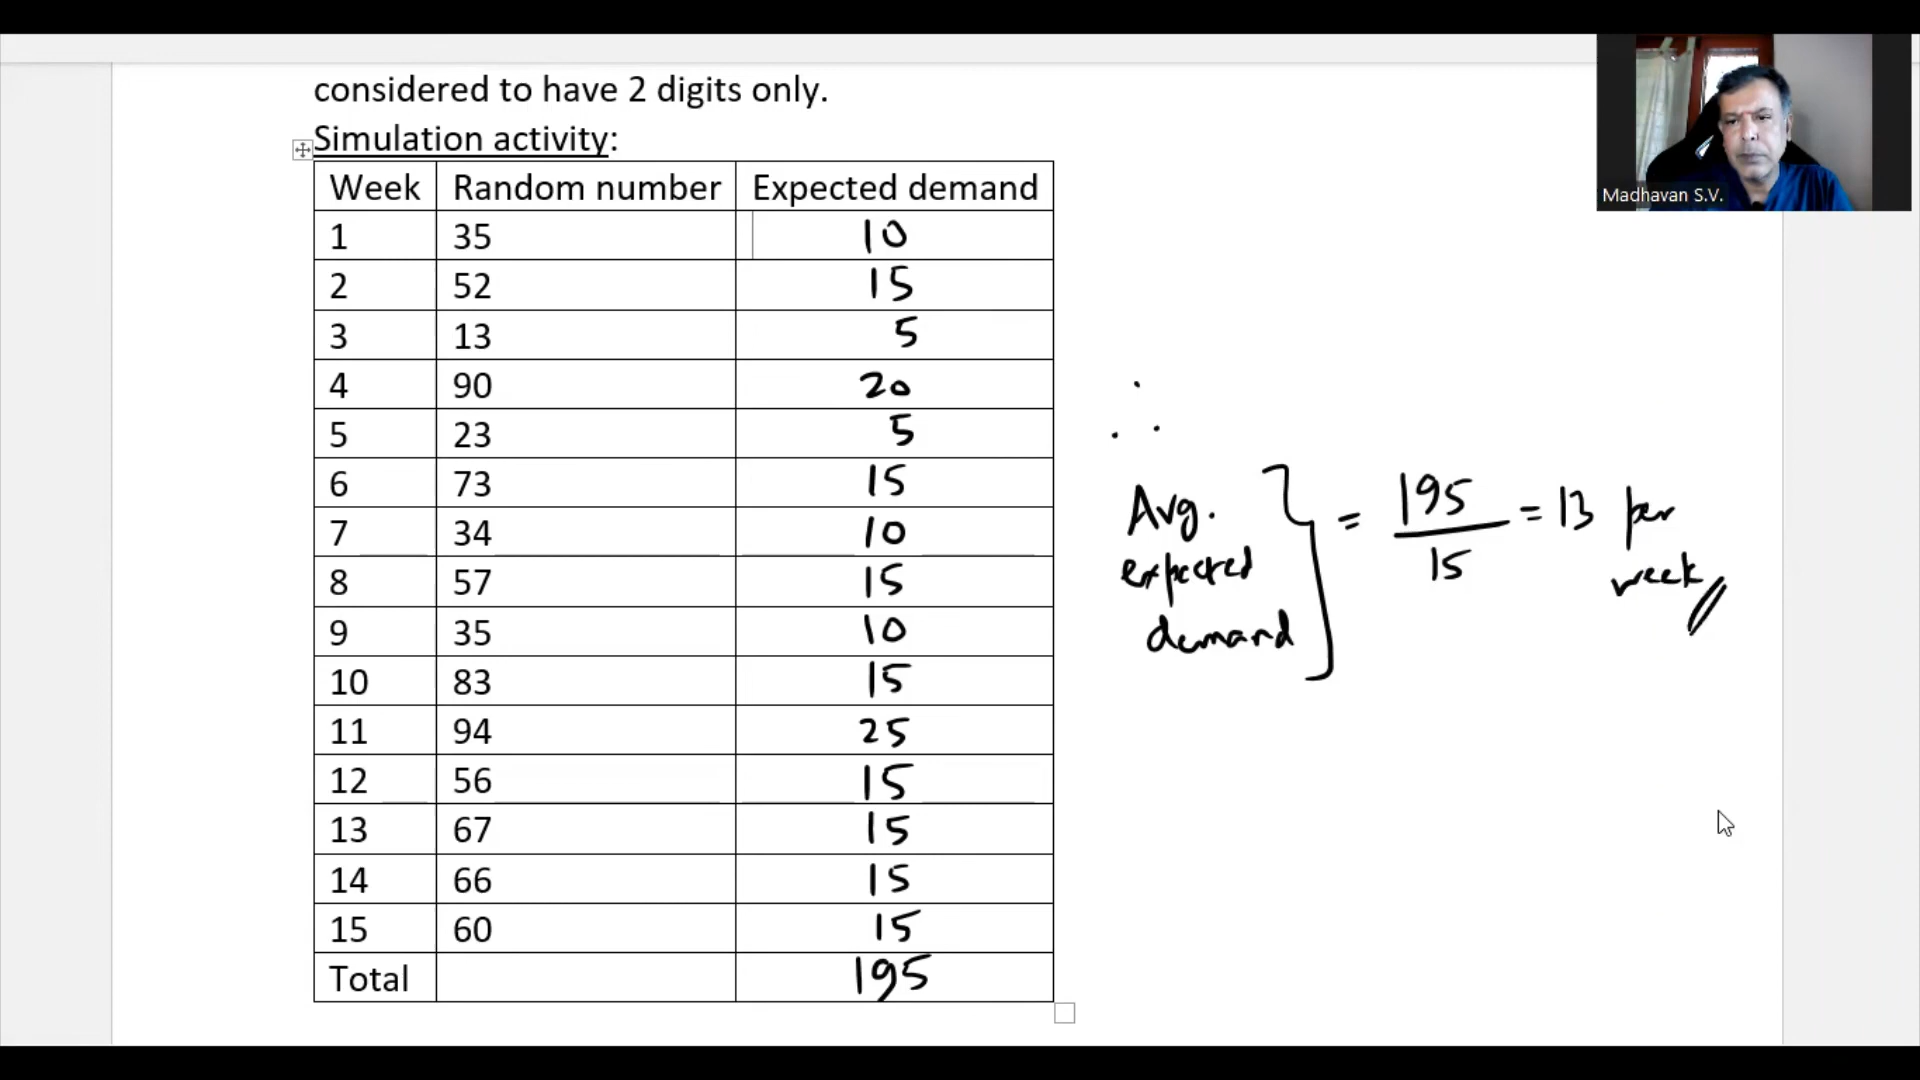 considered to have 2 digits only.
Simulation activity:
Week Random number Expected demand
1 35 10
2 52 15
3 13 5
4 90 20
5 23 5
6 73 15
7 34 10
8 57 15
9 35 10
10 83 15
11 94 25
12 56 15
13 67 15
14 66 15
15 60 15
Total 195
∴
Avg.
expected
demand
} = 195/15 = 13 per
week
Madhavan S.V.